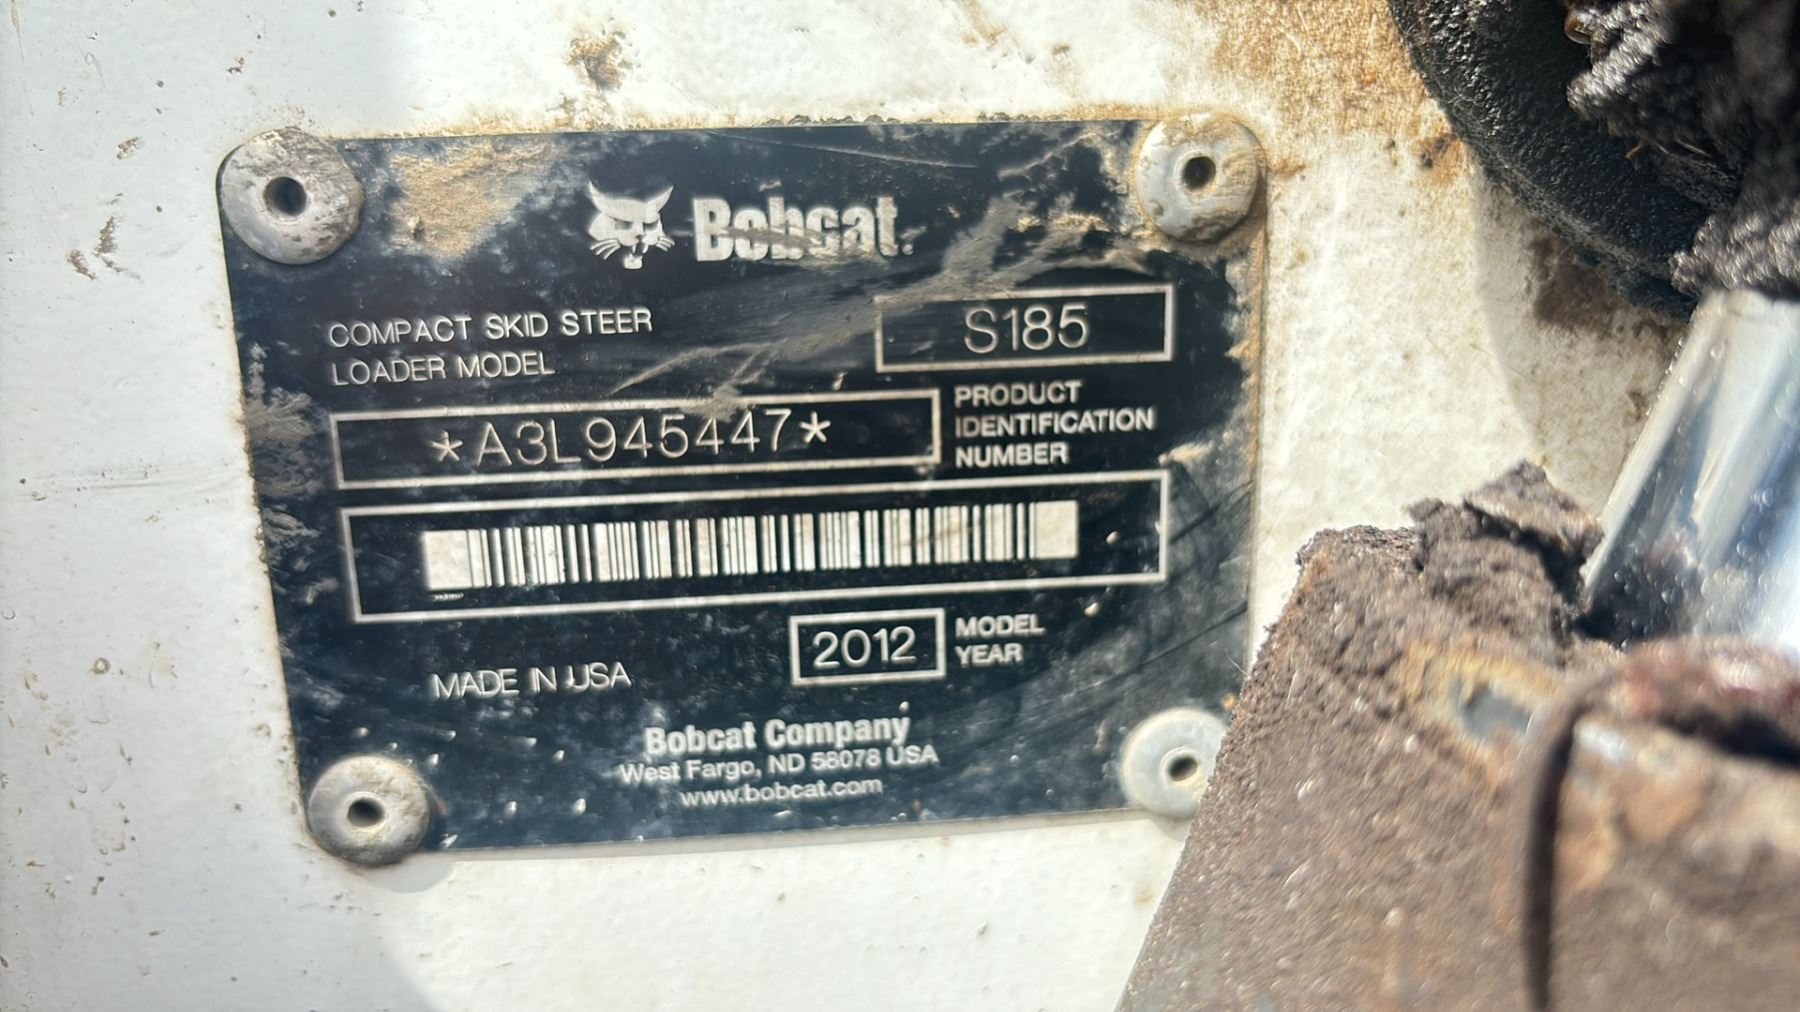 Bobcat.
COMPACT SKID STEER
LOADER MODEL
S185
*A3L945447*
PRODUCT
IDENTIFICATION
NUMBER
2012
MODEL
YEAR
MADE IN USA
Bobcat Company
West Fargo, ND 58078 USA
www.bobcat.com